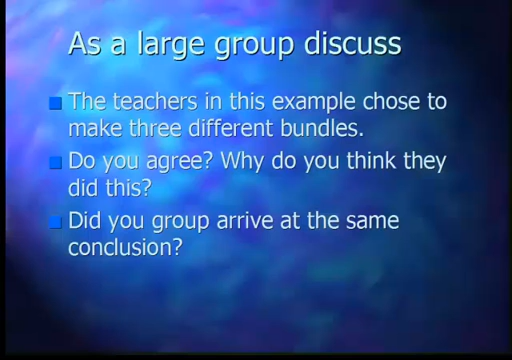 As a large group discuss
The teachers in this example chose to
make three different bundles.
Do you agree? Why do you think they
did this?
Did you group arrive at the same
conclusion?